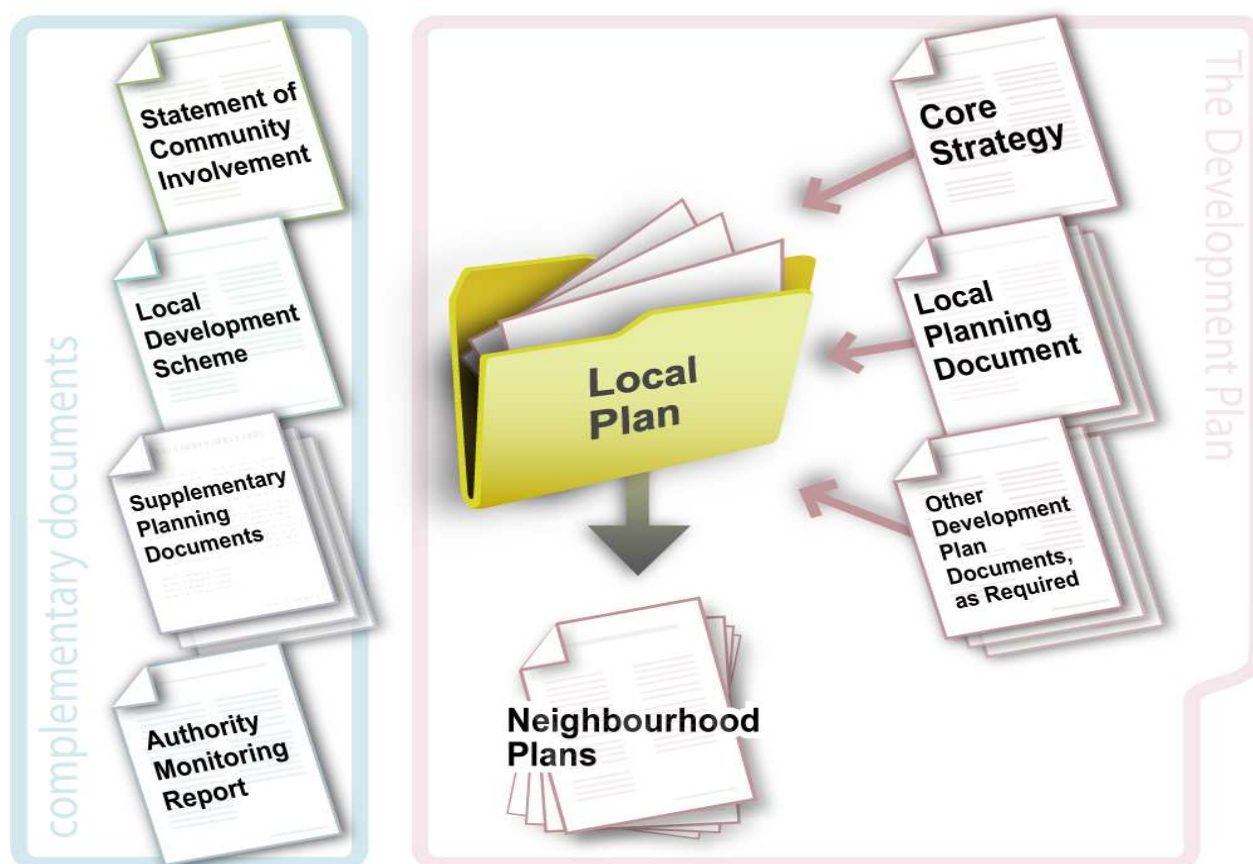 complementary documents
Statement of
Community
Involvement
Local
Development
Scheme
Supplementary
Planning
Documents
Authority
Monitoring
Report
The Development Plan
Core
Strategy
Local
Planning
Document
Other
Development
Plan
Documents,
as Required
Local
Plan
Neighbourhood
Plans